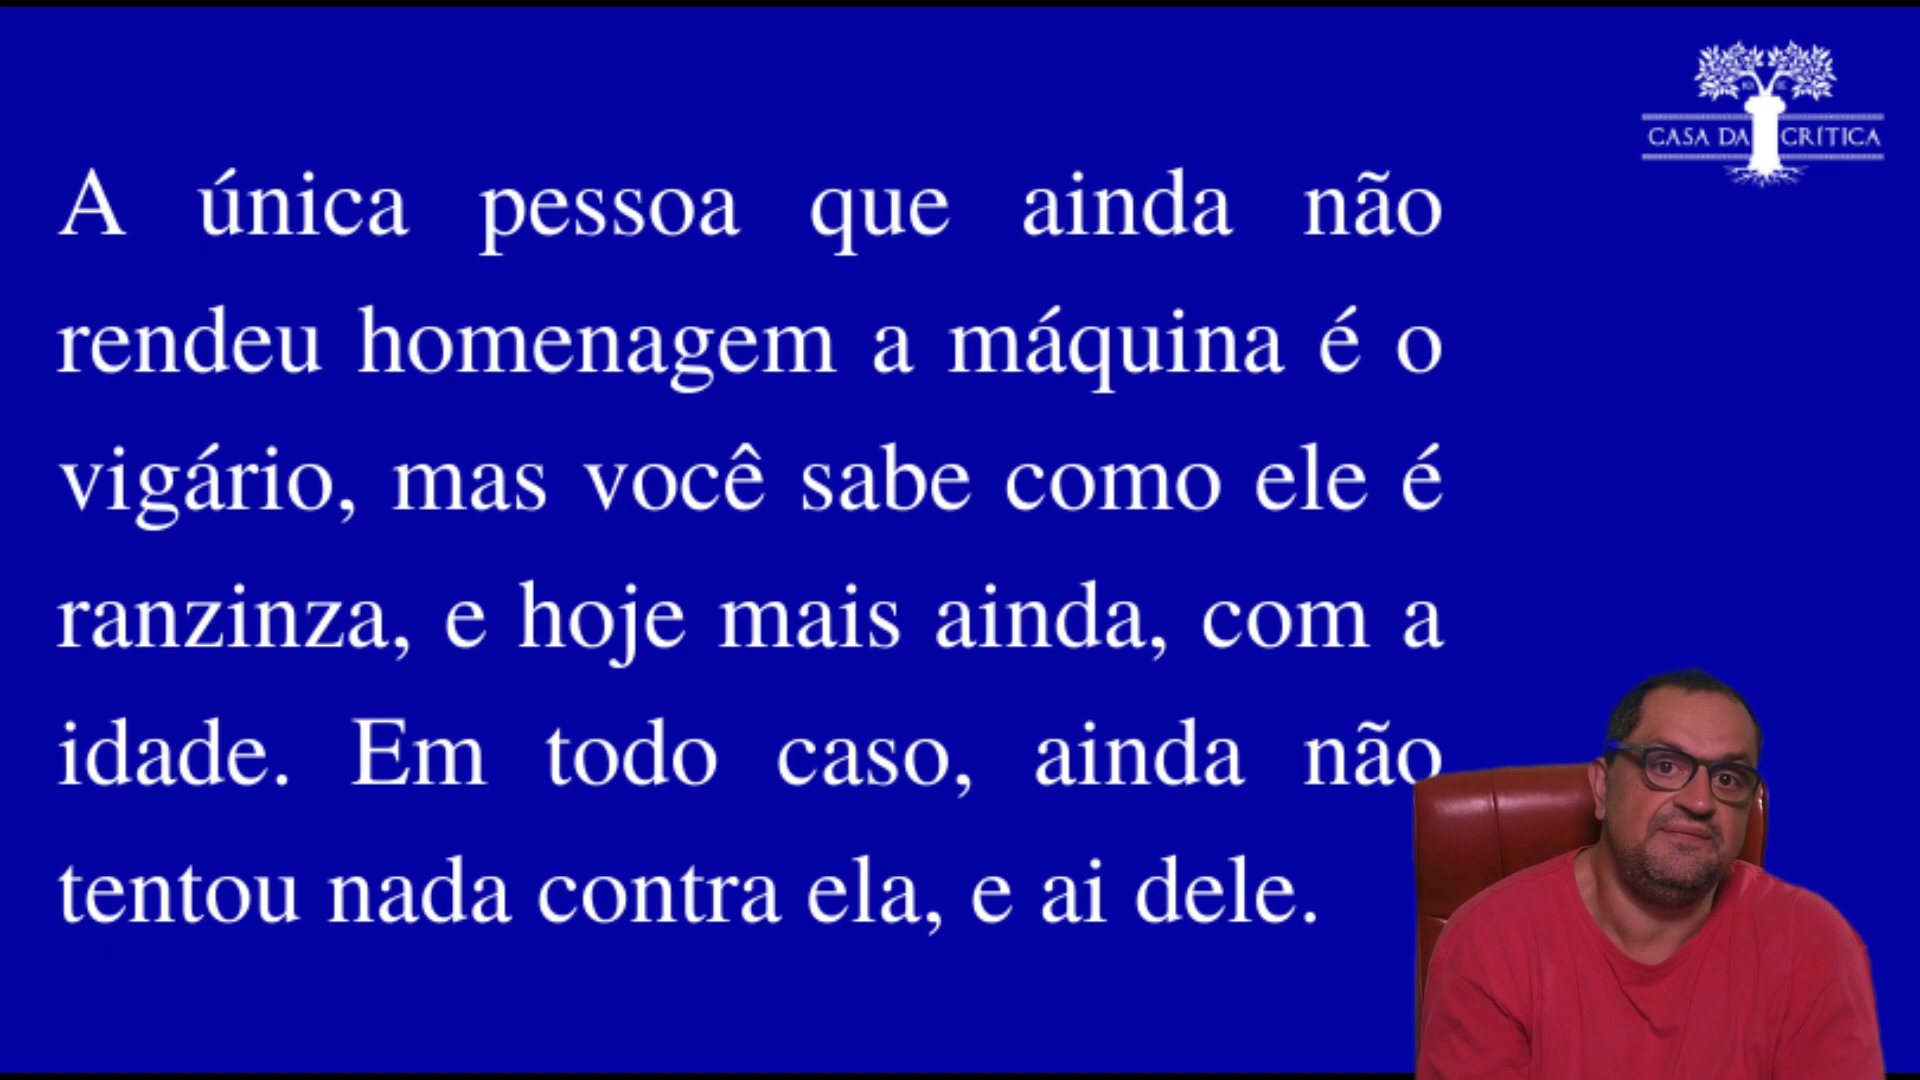 CASA DA CRÍTICA
A única pessoa que ainda não
rendeu homenagem a máquina é o
vigário, mas você sabe como ele é
ranzinza, e hoje mais ainda, com a
idade. Em todo caso, ainda não
tentou nada contra ela, e ai dele.